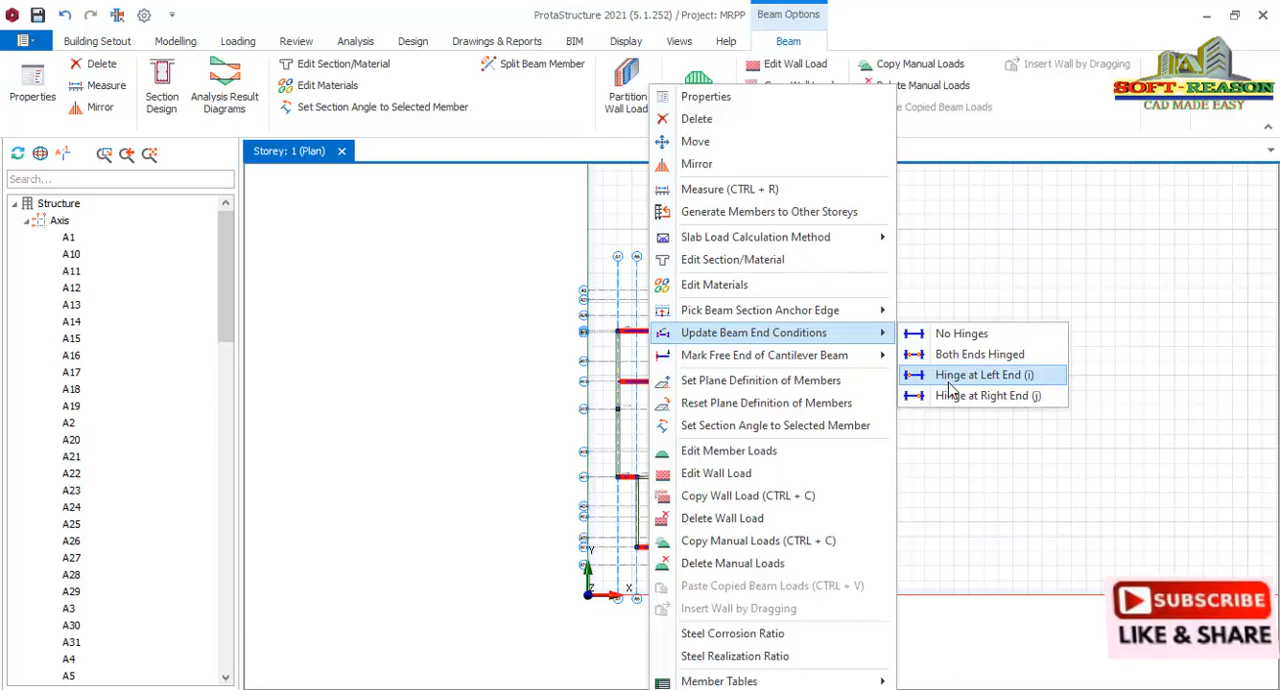 ProtaStructure 2021 (5.1.252) / Project: MRPP
Beam Options
Building Setout
Modelling
Loading
Review
Analysis
Design
Drawings & Reports
BIM
Display
Views
Help
Beam
Properties
Delete
Measure
Mirror
Section Design
Analysis Result Diagrams
Edit Section/Material
Edit Materials
Set Section Angle to Selected Member
Split Beam Member
Partition Wall Load
Edit Wall Load
Copy Manual Loads
Manual Loads
Copied Beam Loads
Insert Wall by Dragging
SOFT-REASON
CAD MADE EASY
Storey: 1 (Plan)
Search...
Structure
Axis
A1
A10
A11
A12
A13
A14
A15
A16
A17
A18
A19
A2
A20
A21
A22
A23
A24
A25
A26
A27
A28
A29
A3
A30
A31
A4
A5
Properties
Delete
Move
Mirror
Measure (CTRL + R)
Generate Members to Other Storeys
Slab Load Calculation Method
Edit Section/Material
Edit Materials
Pick Beam Section Anchor Edge
Update Beam End Conditions
Mark Free End of Cantilever Beam
Set Plane Definition of Members
Reset Plane Definition of Members
Set Section Angle to Selected Member
Edit Member Loads
Edit Wall Load
Copy Wall Load (CTRL + C)
Delete Wall Load
Copy Manual Loads (CTRL + C)
Delete Manual Loads
Paste Copied Beam Loads (CTRL + V)
Insert Wall by Dragging
Steel Corrosion Ratio
Steel Realization Ratio
Member Tables
No Hinges
Both Ends Hinged
Hinge at Left End (i)
Hinge at Right End (j)
Y
Z
X
SUBSCRIBE
LIKE & SHARE